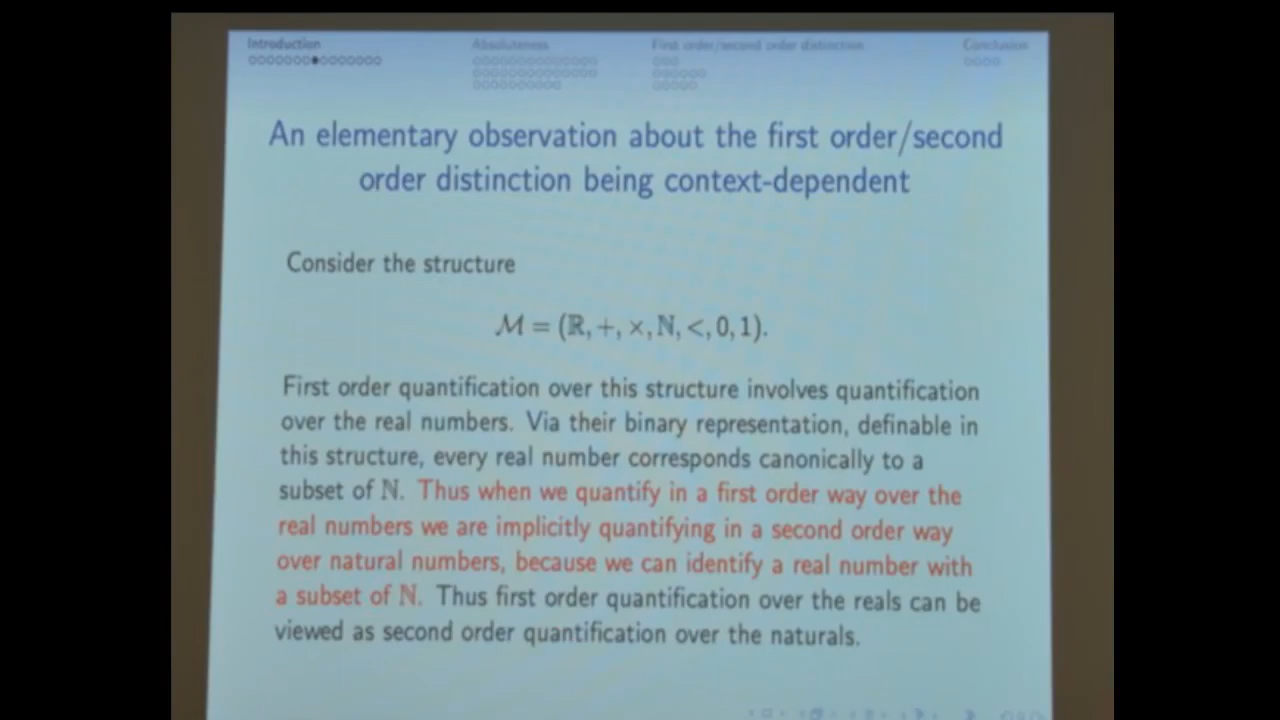 Introduction
Absoluteness
First order/second order distinction
Conclusion
An elementary observation about the first order/second
order distinction being context-dependent
Consider the structure
ℳ = (ℝ, +, ×, ℕ, <, 0, 1).
First order quantification over this structure involves quantification
over the real numbers. Via their binary representation, definable in
this structure, every real number corresponds canonically to a
subset of ℕ. Thus when we quantify in a first order way over the
real numbers we are implicitly quantifying in a second order way
over natural numbers, because we can identify a real number with
a subset of ℕ. Thus first order quantification over the reals can be
viewed as second order quantification over the naturals.